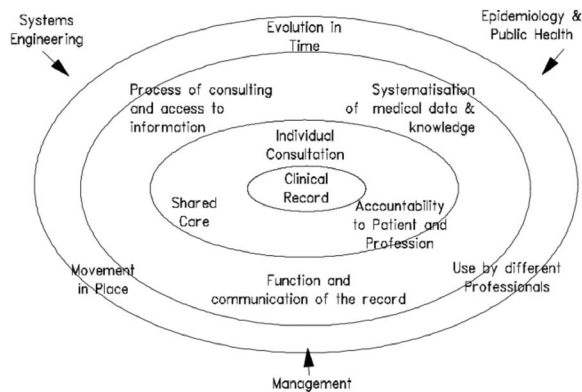 Systems
Engineering
Evolution in
Time
Epidemiology &
Public Health
Process of consulting
and access to
information
Systematisation
of medical data &
knowledge
Individual
Consultation
Clinical
Record
Shared
Care
Accountability
to Patient and
Profession
Movement
in Place
Function and
communication of the record
Use by different
Professionals
Management